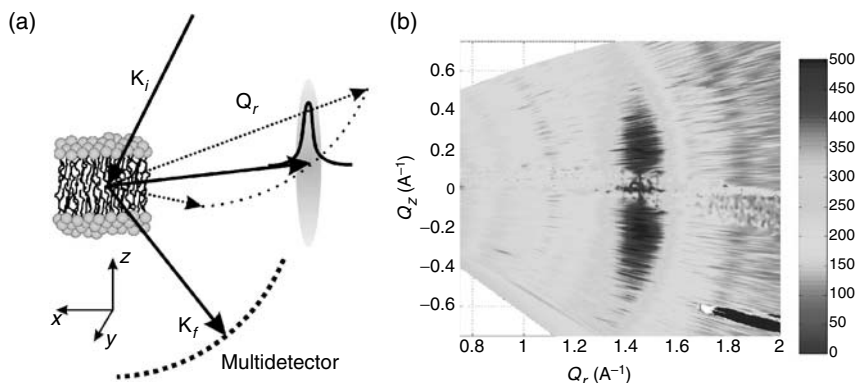 (a)
K_i
Q_r
z
x
y
K_f
Multidetector
(b)
Q_z (A⁻¹)
0.6
0.4
0.2
0
−0.2
−0.4
−0.6
0.8
1
1.2
1.4
1.6
1.8
2
Q_r (A⁻¹)
500
450
400
350
300
250
200
150
100
50
0